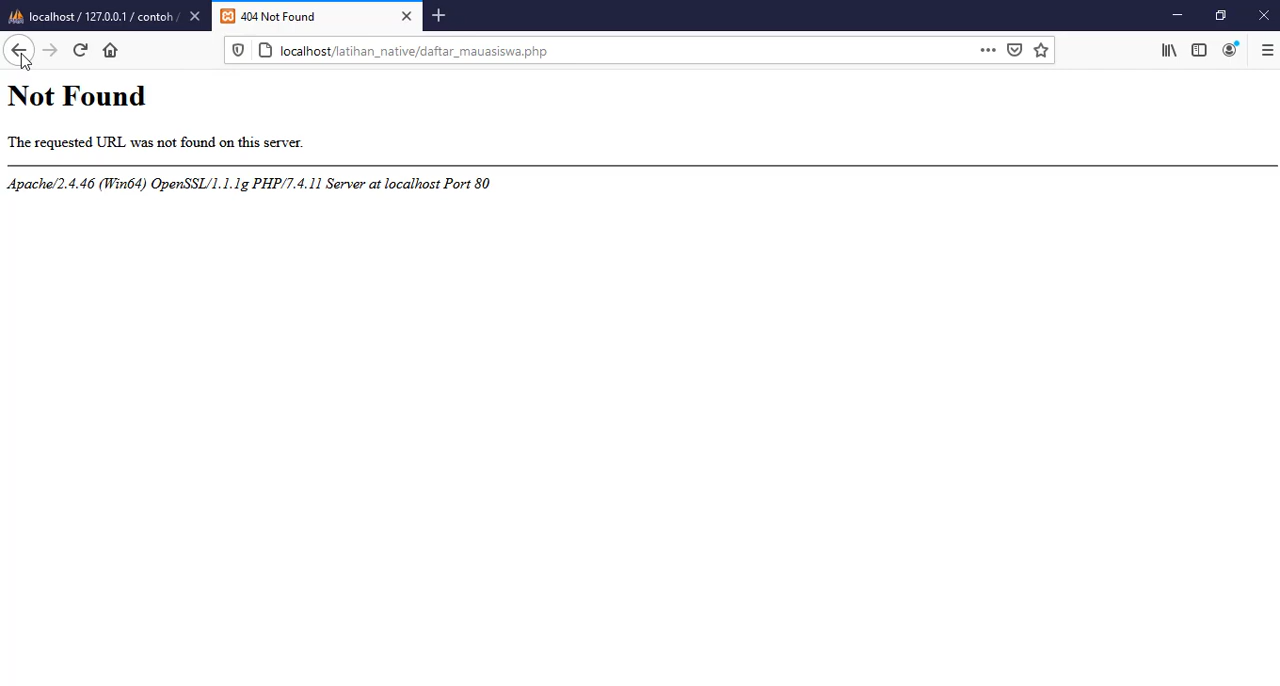 localhost / 127.0.0.1 / contoh /
404 Not Found
localhost/latihan_native/daftar_mauasiswa.php
Not Found
The requested URL was not found on this server.
Apache/2.4.46 (Win64) OpenSSL/1.1.1g PHP/7.4.11 Server at localhost Port 80